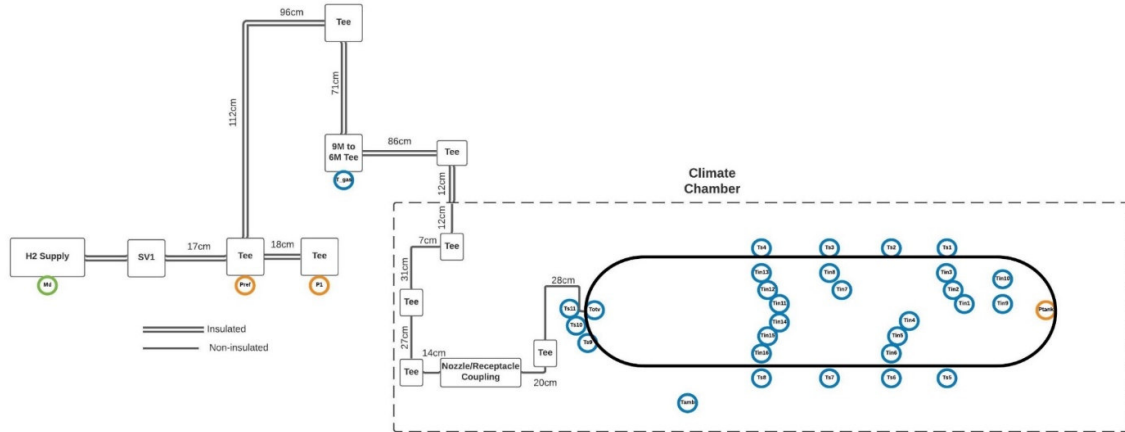 96cm
Tee
112cm
71cm
9M to
6M Tee
T_gas
86cm
Tee
12cm
12cm
Climate
Chamber
H2 Supply
SV1
17cm
Tee
18cm
Tee
Md
Pref
P1
Insulated
Non-insulated
7cm
Tee
31cm
Tee
27cm
Tee
14cm
Nozzle/Receptacle
Coupling
20cm
Tee
28cm
Ts11
Totv
Ts10
Ts9
Ts4
Ts3
Ts2
Ts1
Tin13
Tin8
Tin3
Tin10
Tin12
Tin7
Tin2
Tin11
Tin1
Tin9
Ptank
Tin14
Tin4
Tin15
Tin5
Tin16
Tin6
Ts8
Ts7
Ts6
Ts5
Tamb